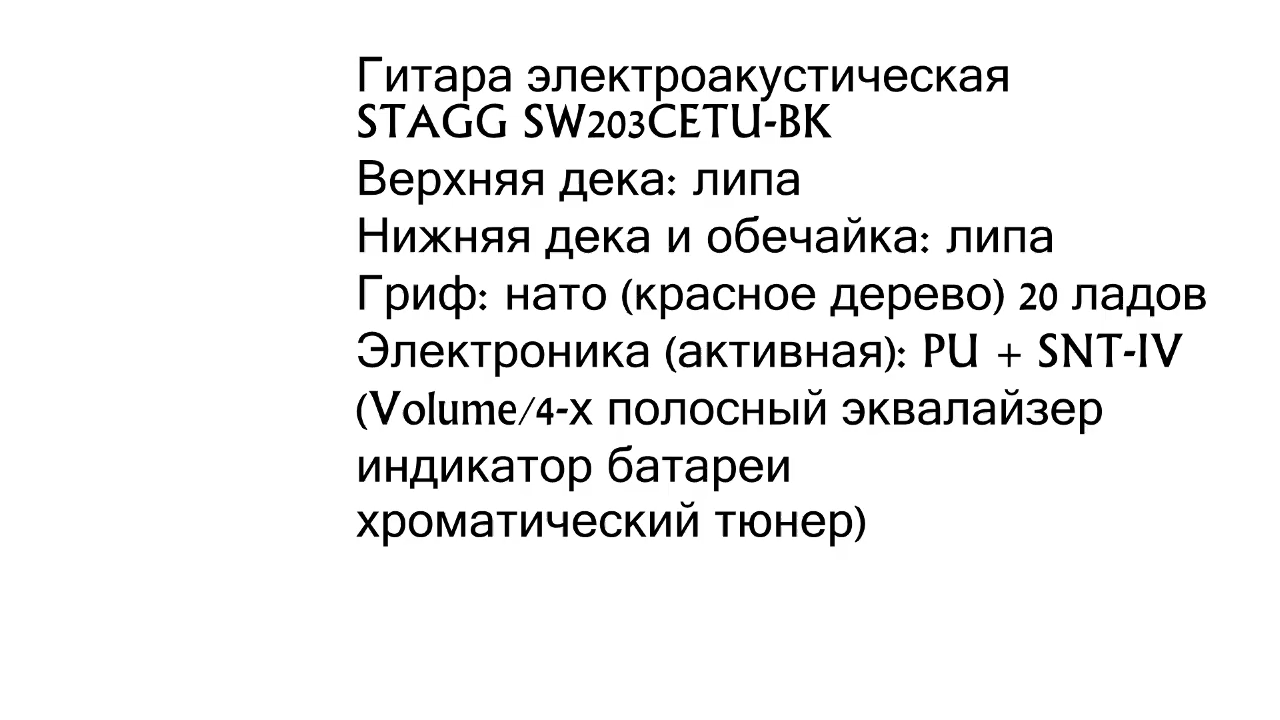 Гитара электроакустическая
STAGG SW203CETU-BK
Верхняя дека: липа
Нижняя дека и обечайка: липа
Гриф: нато (красное дерево) 20 ладов
Электроника (активная): PU + SNT-IV
(Volume/4-х полосный эквалайзер
индикатор батареи
хроматический тюнер)